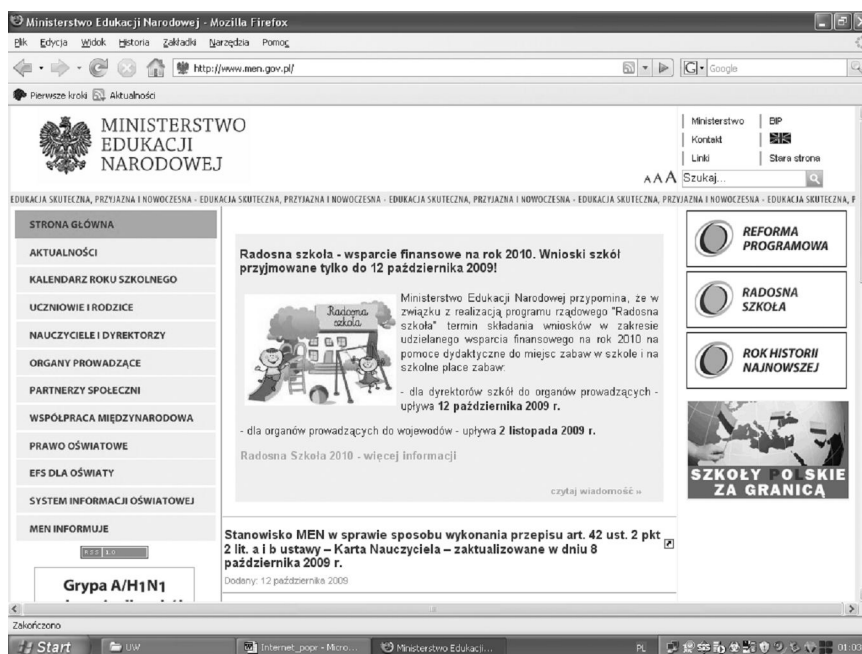 Ministerstwo Edukacji Narodowej - Mozilla Firefox
Plik Edycja Widok Historia Zakładki Narzędzia Pomoc
http://www.men.gov.pl/
Google
Pierwsze kroki Aktualności
MINISTERSTWO
EDUKACJI
NARODOWEJ
Ministerstwo BIP
Kontakt
Linki Stara strona
A A A Szukaj...
EDUKACJA SKUTECZNA, PRZYJAZNA I NOWOCZESNA - EDUKACJA SKUTECZNA, PRZYJAZNA I NOWOCZESNA - EDUKACJA SKUTECZNA, PRZYJAZNA I NOWOCZESNA - EDUKACJA SKUTECZNA, PRZYJAZNA I NOWOCZESNA - EDUKACJA SKUTECZNA, P
STRONA GŁÓWNA
AKTUALNOŚCI
KALENDARZ ROKU SZKOLNEGO
UCZNIOWIE I RODZICE
NAUCZYCIELE I DYREKTORZY
ORGANY PROWADZĄCE
PARTNERZY SPOŁECZNI
WSPÓŁPRACA MIĘDZYNARODOWA
PRAWO OŚWIATOWE
EFS DLA OŚWIATY
SYSTEM INFORMACJI OŚWIATOWEJ
MEN INFORMUJE
RSS
Grypa A/H1N1
Radosna szkoła - wsparcie finansowe na rok 2010. Wnioski szkół
przyjmowane tylko do 12 października 2009!
Radosna
szkoła
Ministerstwo Edukacji Narodowej przypomina, że w
związku z realizacją programu rządowego "Radosna
szkoła" termin składania wniosków w zakresie
udzielanego wsparcia finansowego na rok 2010 na
pomoce dydaktyczne do miejsc zabaw w szkole i na
szkolne place zabaw:
- dla dyrektorów szkół do organów prowadzących -
upływa 12 października 2009 r.
- dla organów prowadzących do wojewodów - upływa 2 listopada 2009 r.
Radosna Szkoła 2010 - więcej informacji
czytaj wiadomość »
Stanowisko MEN w sprawie sposobu wykonania przepisu art. 42 ust. 2 pkt
2 lit. a i b ustawy – Karta Nauczyciela – zaktualizowane w dniu 8
października 2009 r.
Dodany: 12 października 2009
REFORMA
PROGRAMOWA
RADOSNA
SZKOŁA
ROK HISTORII
NAJNOWSZEJ
SZKOŁY POLSKIE
ZA GRANICĄ
Zakończono
Start UW Internet_popr - Micro... Ministerstwo Edukacj... PL 01:03